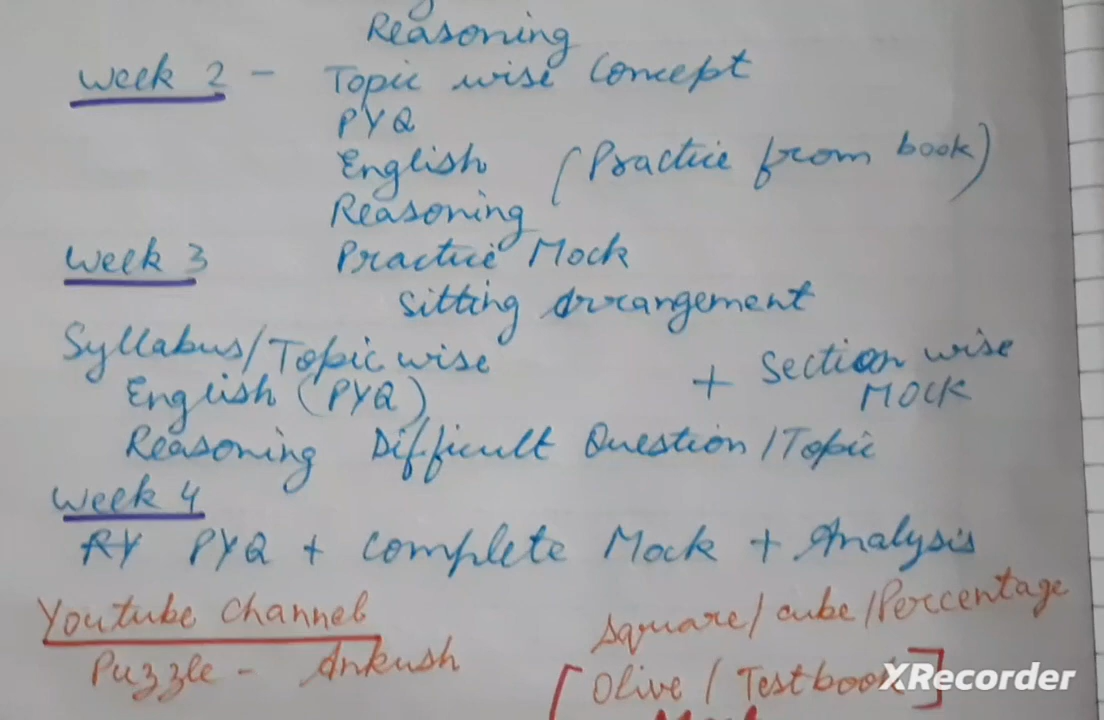 Reasoning
Week 2 - Topic wise Concept
PYQ
English (Practice from book)
Reasoning
Week 3 Practice Mock
Sitting Arrangement
Syllabus/Topic wise + Section wise
English (PYQ) MOCK
Reasoning Difficult Question/Topic
Week 4
PYQ + Complete Mock + Analysis
Youtube Channel square/cube/Percentage
Puzzle - Ankush [Olive / Testbook]
XRecorder